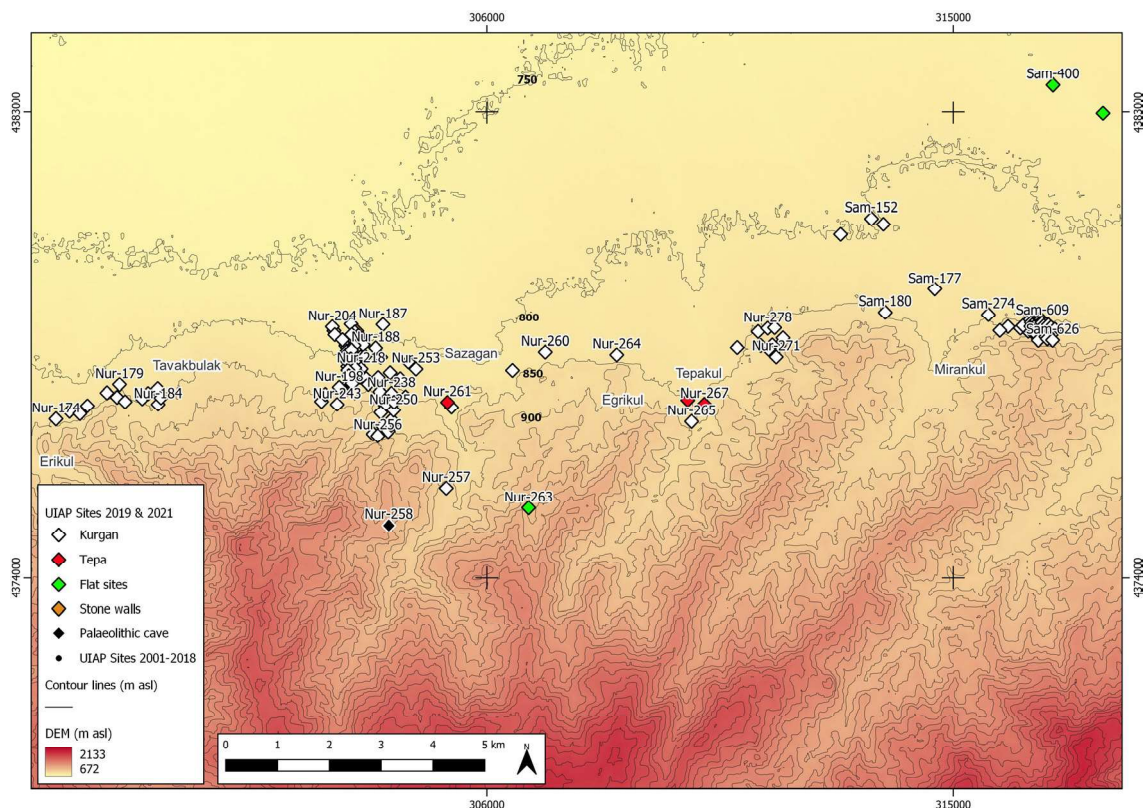 306000
315000
750
Sam-400
4383000
4383000
Sam-152
Sam-177
Sam-180
Sam-274
Sam-609
Sam-626
Nur-204
Nur-187
800
Nur-278
Nur-188
Sazagan
Nur-260
Nur-264
Nur-218
Nur-253
Nur-271
Tavakbulak
850
Tepakul
Mirankul
Nur-179
Nur-198
Nur-238
Nur-261
Nur-267
Nur-184
Nur-243
Nur-250
Egrikul
Nur-174
900
Nur-265
Nur-256
Erikul
Nur-257
Nur-263
Nur-258
UIAP Sites 2019 & 2021
Kurgan
Tepa
Flat sites
Stone walls
Palaeolithic cave
UIAP Sites 2001-2018
Contour lines (m asl)
DEM (m asl)
2133
672
0 1 2 3 4 5 km
N
4374000
4374000
306000
315000